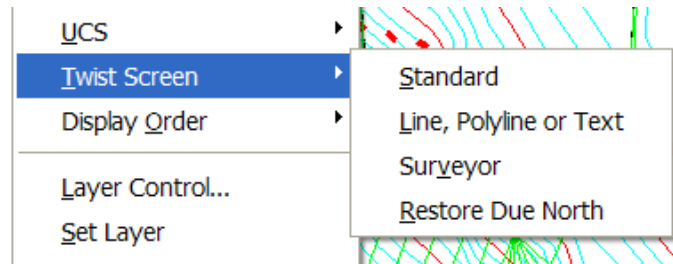 UCS
Twist Screen
Display Order
Layer Control...
Set Layer
Standard
Line, Polyline or Text
Surveyor
Restore Due North